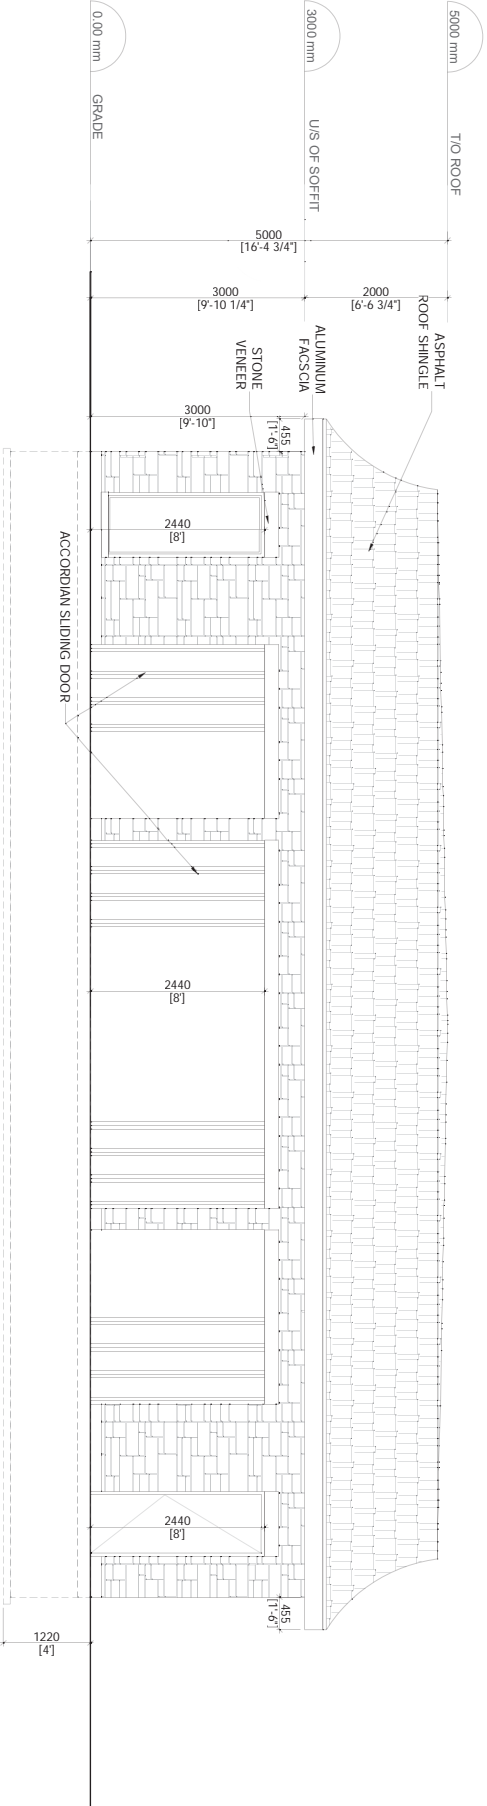 5000 mm
T/O ROOF
3000 mm
U/S OF SOFFIT
0.00 mm
GRADE
5000
[16'-4 3/4"]
2000
[6'-6 3/4"]
3000
[9'-10 1/4"]
ASPHALT
ROOF SHINGLE
ALUMINUM
FACSCIA
STONE
VENEER
3000
[9'-10"]
455
[1'-6"]
2440
[8']
ACCORDIAN SLIDING DOOR
2440
[8']
2440
[8']
455
[1'-6"]
1220
[4']